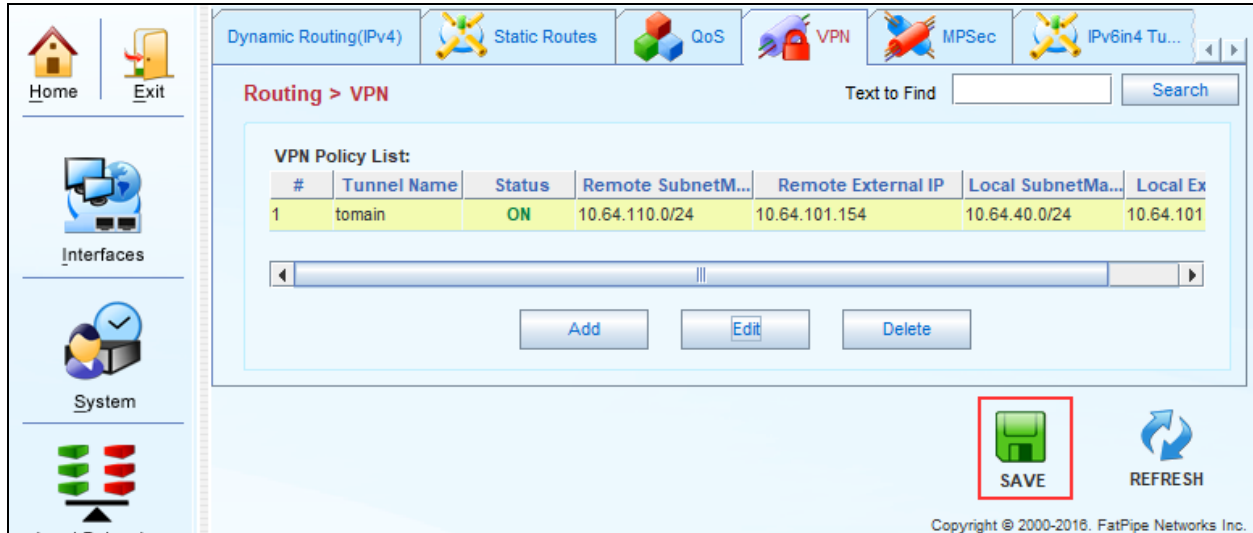 Home
Exit
Interfaces
System
Dynamic Routing(IPv4)
Static Routes
QoS
VPN
MPSec
IPv6in4 Tu...
Routing > VPN
Text to Find
Search
VPN Policy List:
# Tunnel Name Status Remote SubnetM... Remote External IP Local SubnetMa... Local Ex
1 tomain ON 10.64.110.0/24 10.64.101.154 10.64.40.0/24 10.64.101
Add
Edit
Delete
SAVE
REFRESH
Copyright © 2000-2016. FatPipe Networks Inc.